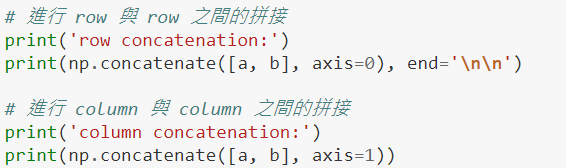 # 進行 row 與 row 之間的拼接
print('row concatenation:')
print(np.concatenate([a, b], axis=0), end='\n\n')
# 進行 column 與 column 之間的拼接
print('column concatenation:')
print(np.concatenate([a, b], axis=1))